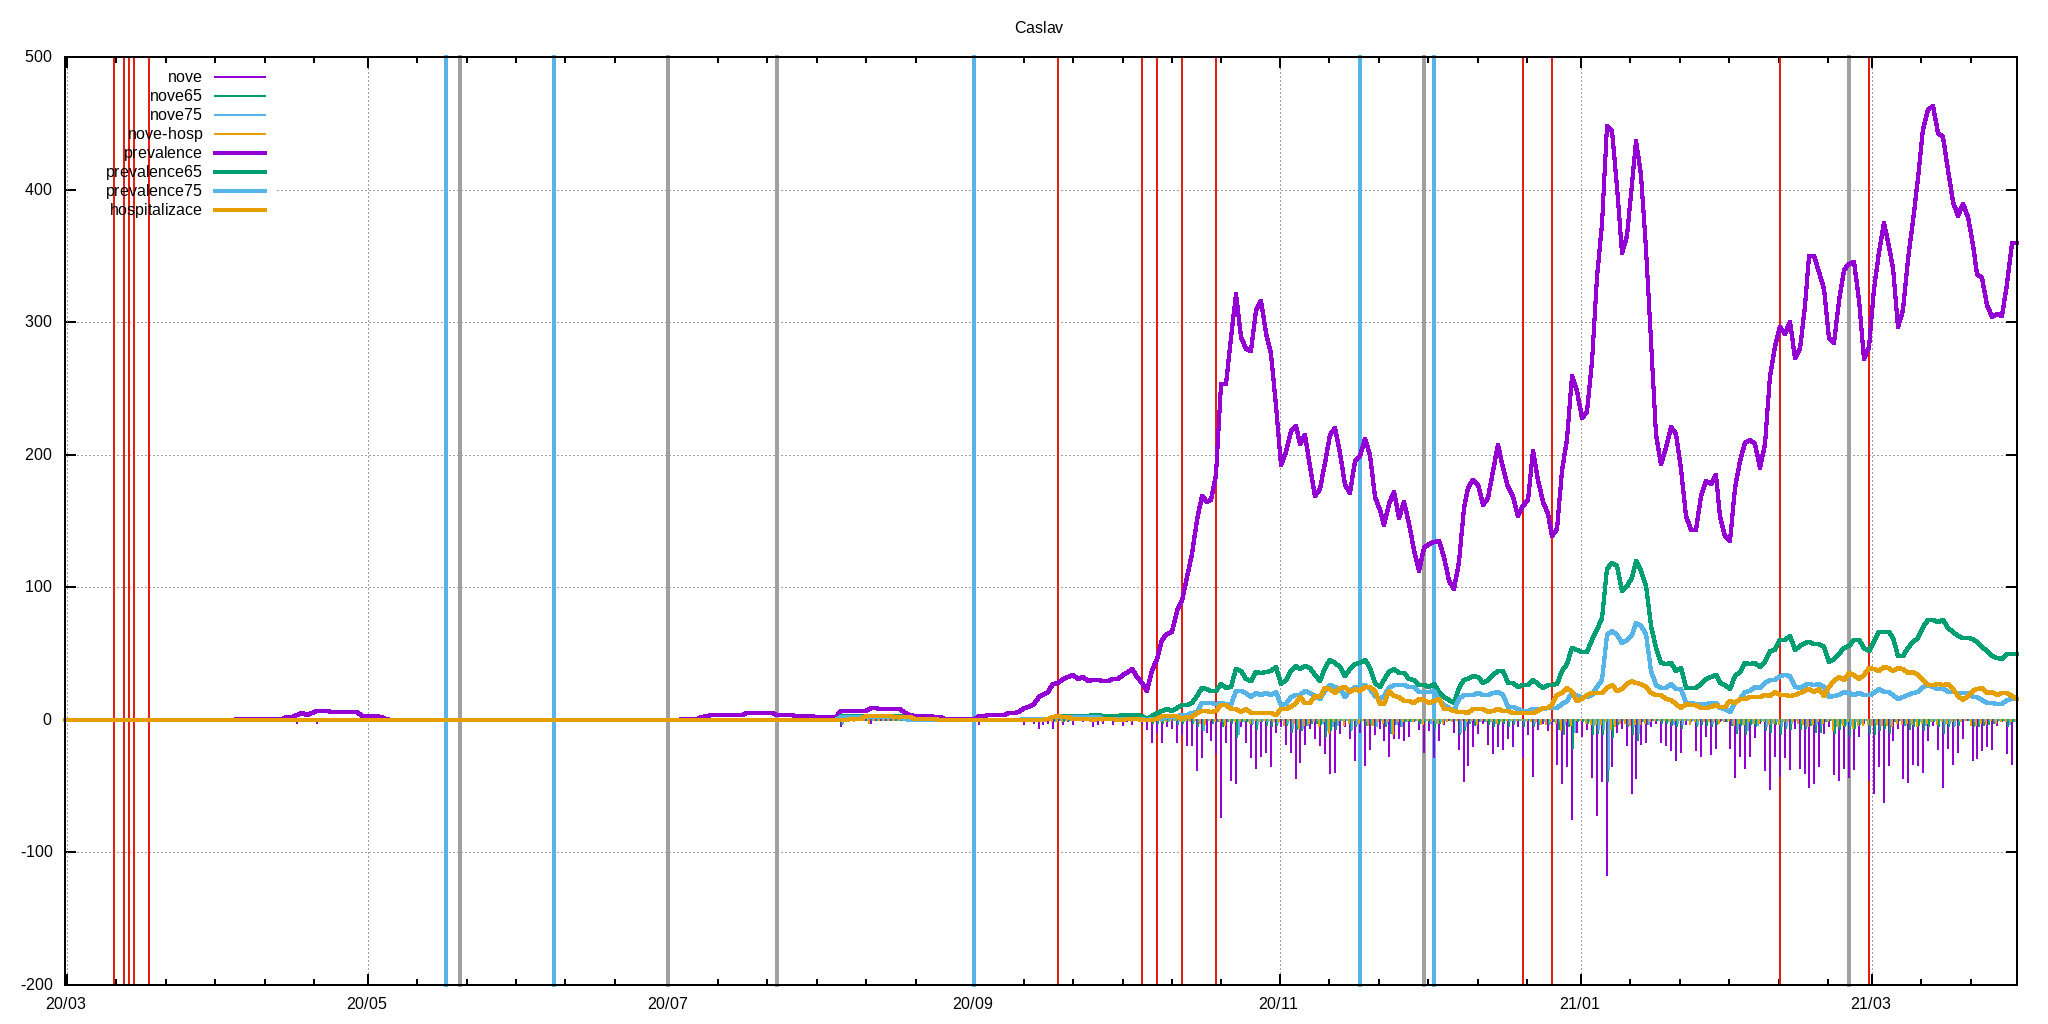 Caslav
500
400
300
200
100
0
-100
-200
nove
nove65
nove75
nove-hosp
prevalence
prevalence65
prevalence75
hospitalizace
20/03 20/05 20/07 20/09 20/11 21/01 21/03